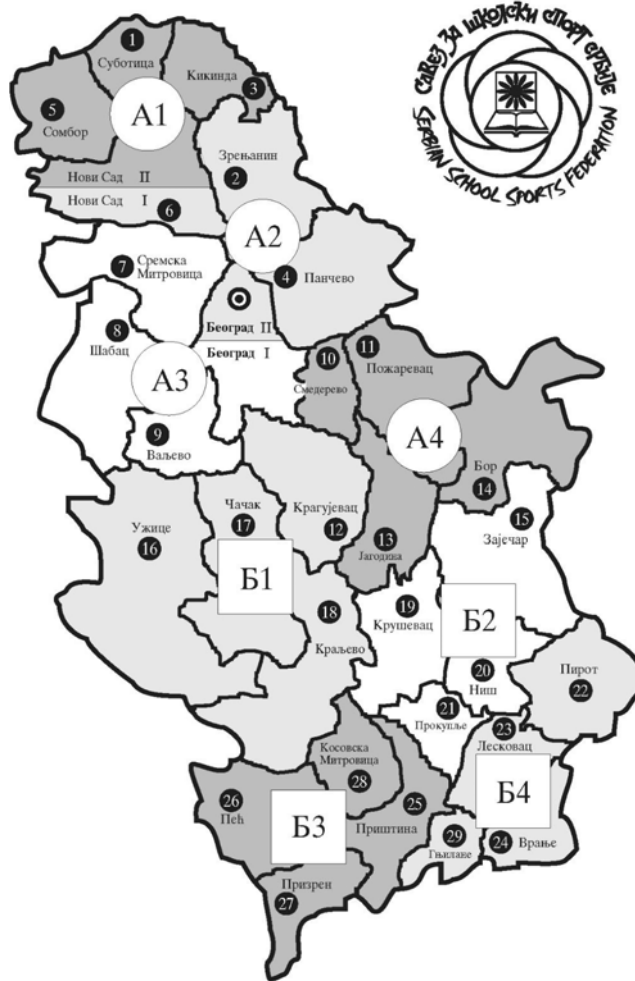 САВЕЗ ЗА ШКОЛСКИ СПОРТ СРБИЈЕ
SERBIAN SCHOOL SPORTS FEDERATION
1
Суботица
Кикинда
3
5
Сомбор
А1
Зрењанин
2
Нови Сад II
Нови Сад I
6
А2
7
Сремска
Митровица
4
Панчево
8
Шабац
Београд II
Београд I
10
Смедерево
11
Пожаревац
А3
9
Ваљево
А4
Бор
14
15
Зајечар
Ужице
16
Чачак
17
Крагујевац
12
13
Јагодина
Б1
18
Краљево
19
Крушевац
Б2
20
Ниш
Пирот
22
21
Прокупље
23
Лесковац
Косовска
Митровица
28
26
Пећ
Б3
25
Приштина
Б4
29
Гњилане
24
Врање
Призрен
27